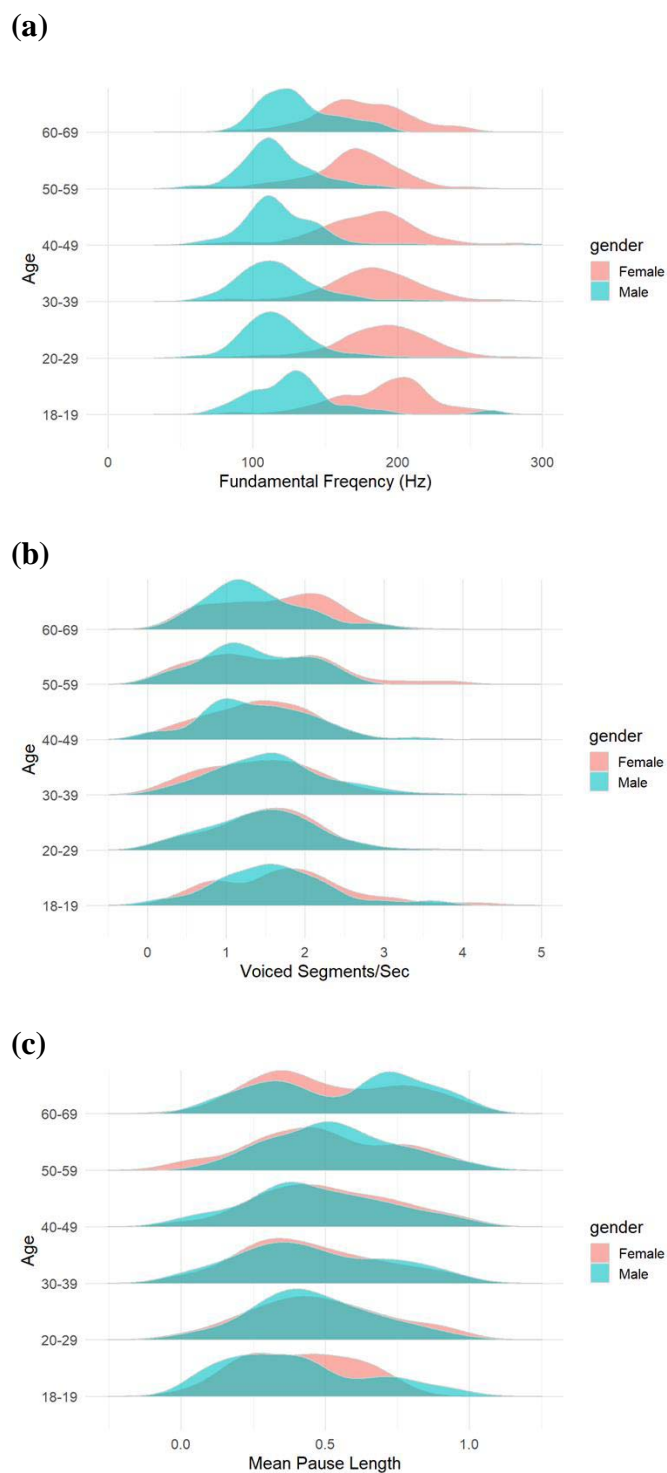 (a)
60-69
50-59
40-49
30-39
20-29
18-19
Age
0 100 200 300
Fundamental Freqency (Hz)
gender
Female
Male
(b)
60-69
50-59
40-49
30-39
20-29
18-19
Age
0 1 2 3 4 5
Voiced Segments/Sec
gender
Female
Male
(c)
60-69
50-59
40-49
30-39
20-29
18-19
Age
0.0 0.5 1.0
Mean Pause Length
gender
Female
Male